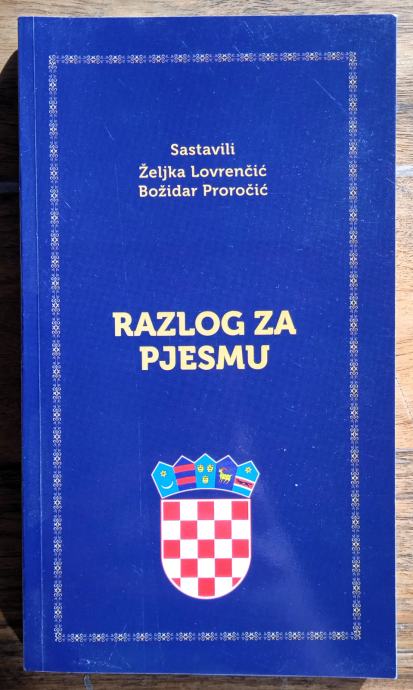 Sastavili
Željka Lovrenčić
Božidar Proročić
RAZLOG ZA
PJESMU